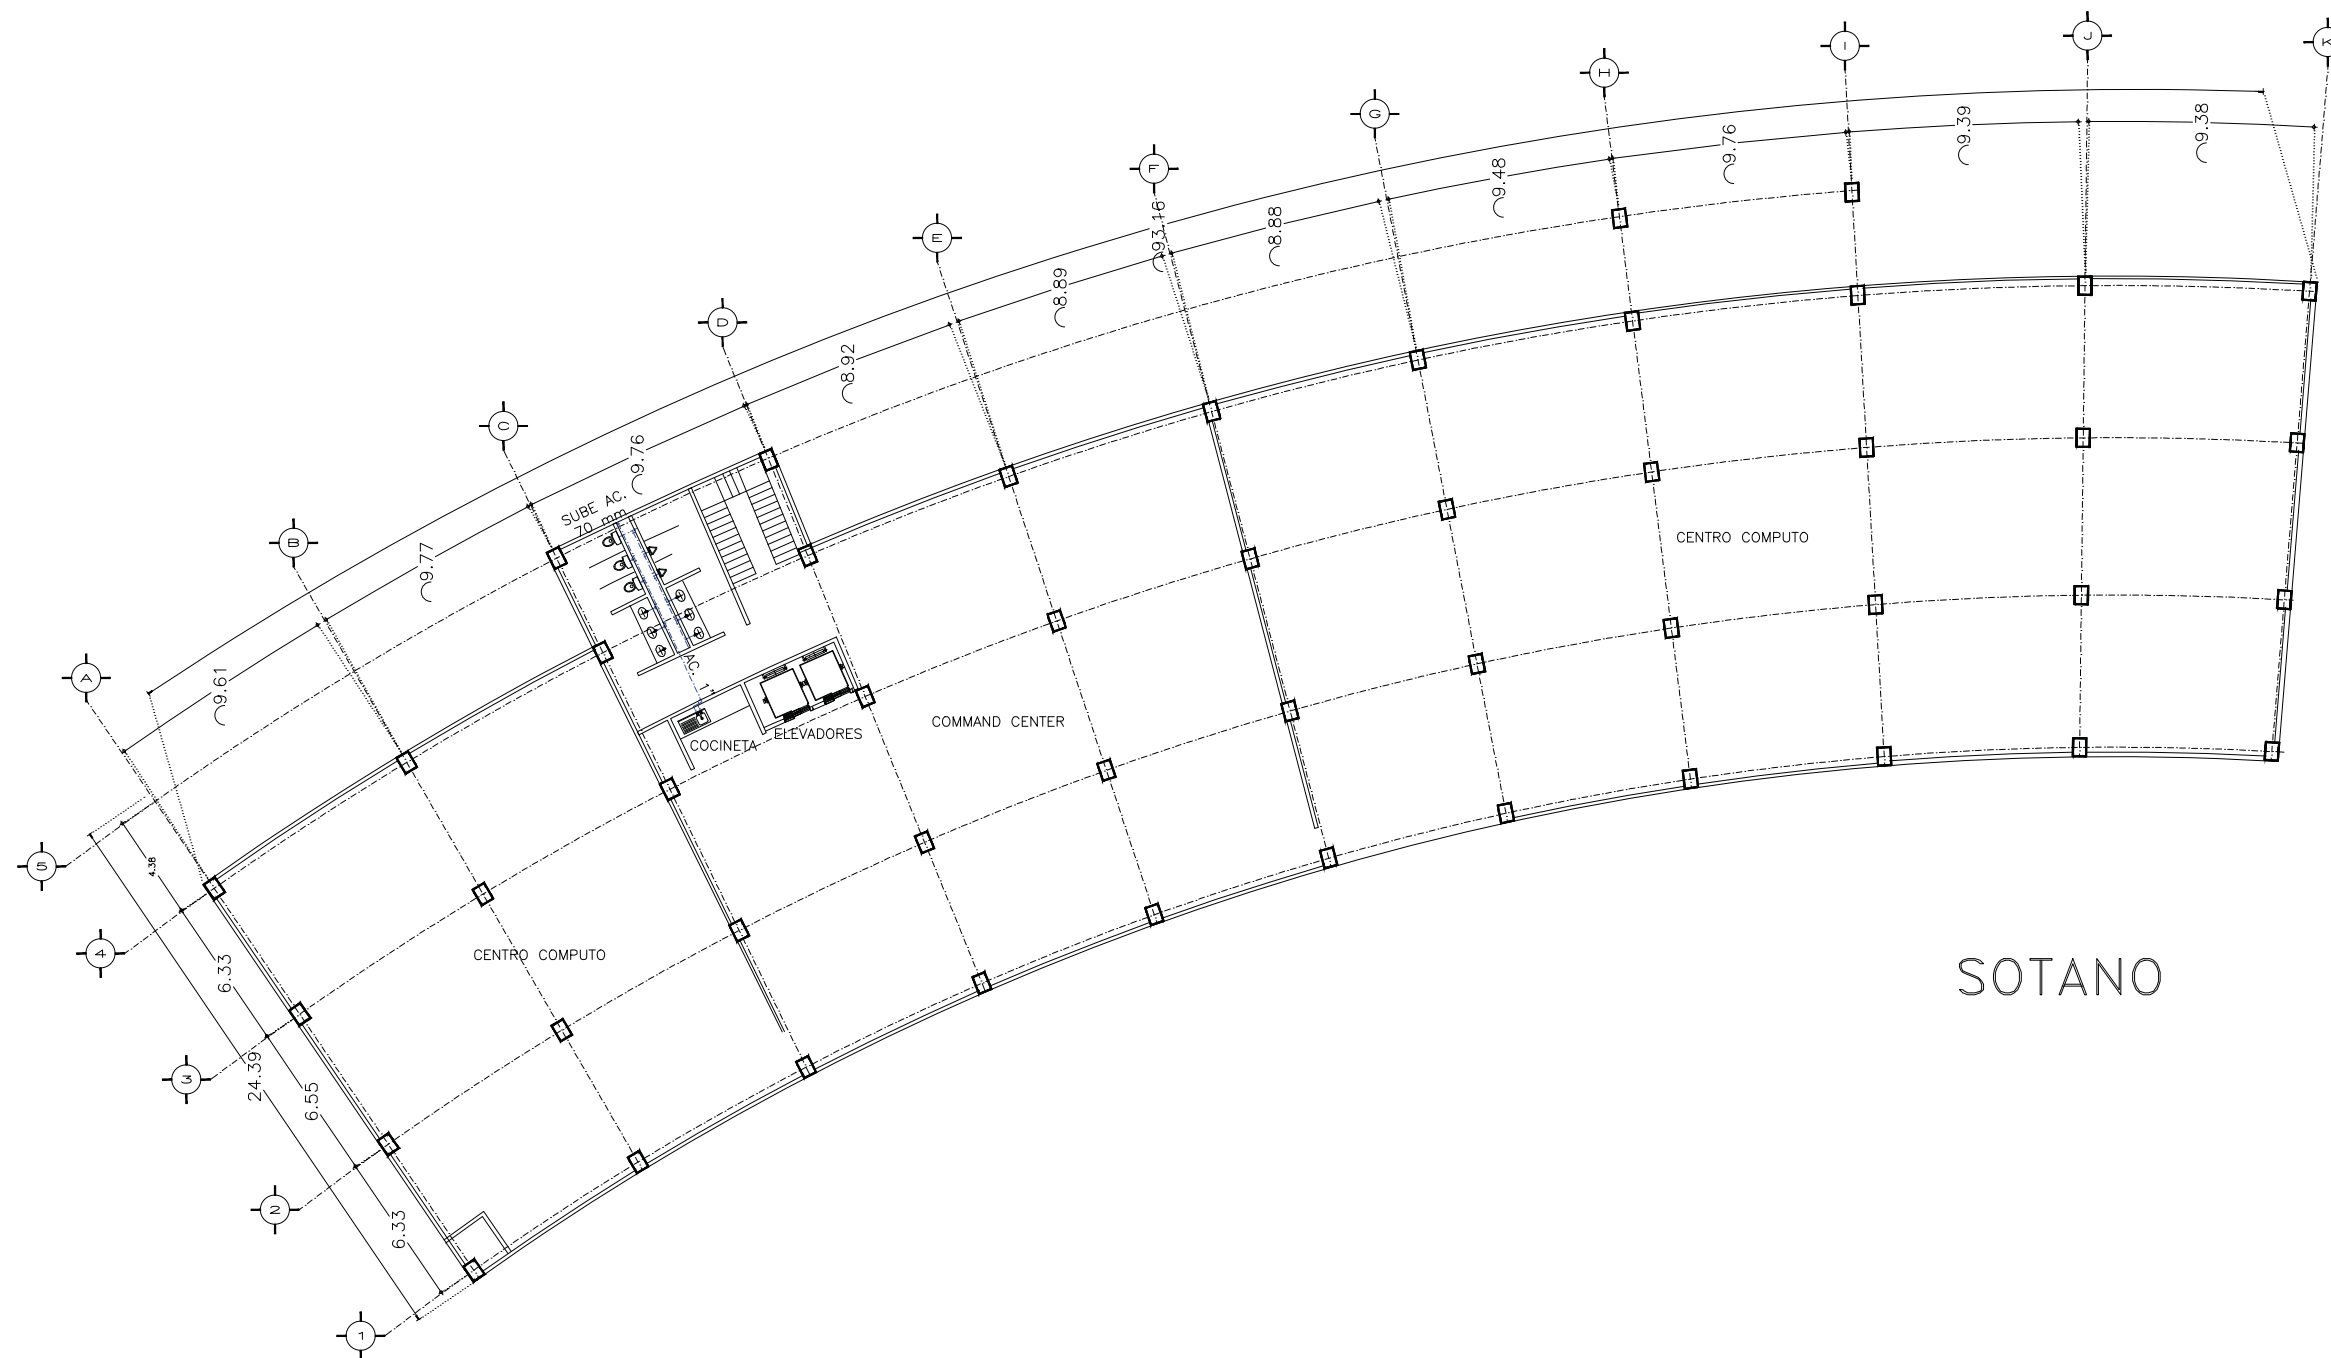 A
B
C
D
E
F
G
H
I
J
K
9.61
9.77
9.76
8.92
8.89
93.16
8.88
9.48
9.76
9.39
9.38
SUBE AC.
70 mm
AC. 1"
COCINETA
ELEVADORES
COMMAND CENTER
CENTRO COMPUTO
CENTRO COMPUTO
5
4
3
2
1
4.38
6.33
6.55
6.33
24.39
SOTANO